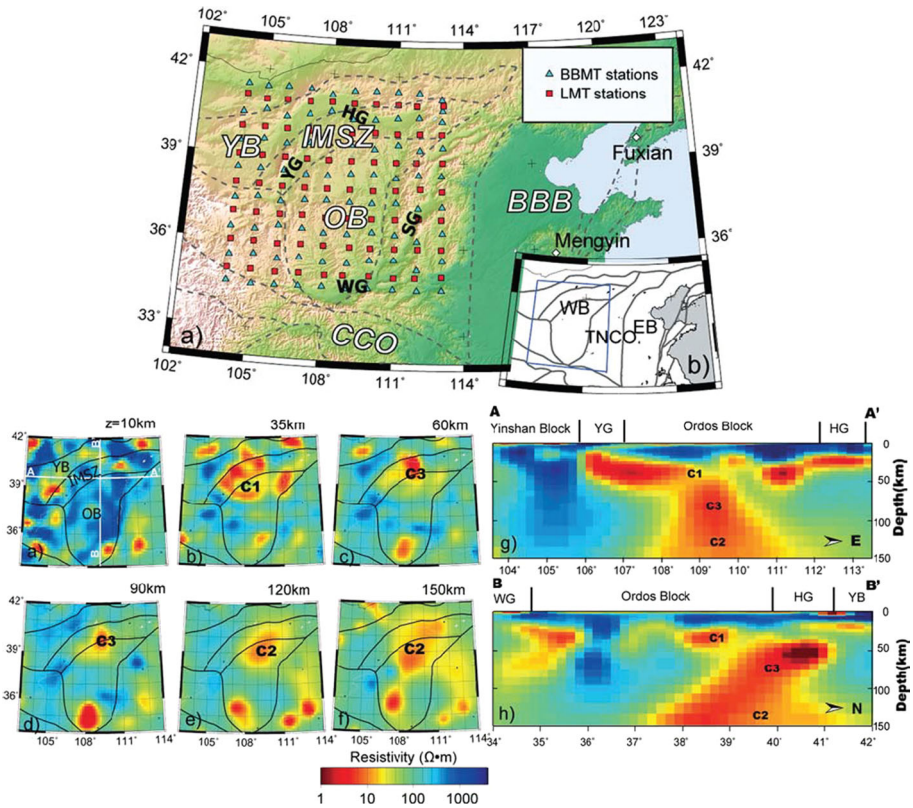 102° 105° 108° 111° 114° 117° 120° 123°
42° 42°
BBMT stations
LMT stations
HG
IMSZ
YB
39° 39°
YG
Fuxian
OB
BBB
SG
36° 36°
Mengyin
WG
WB
EB
TNCO.
33°
CCO
a)
b)
102° 105° 108° 111° 114°
z=10km 35km 60km
42°
YB
IMSZ
A A'
39°
OB
36°
B
B'
a)
C1
b)
C3
c)
90km 120km 150km
42°
C3
C2
C2
39°
36°
d)
e)
f)
105° 108° 111° 114° 105° 108° 111° 114° 105° 108° 111° 114°
A A'
Yinshan Block YG Ordos Block HG
0
C1
50
C3
100
C2
150
Depth(km)
g)
E
104° 105° 106° 107° 108° 109° 110° 111° 112° 113°
B B'
WG Ordos Block HG YB
0
C1
50
C3
100
C2
150
Depth(km)
h)
N
34° 35° 36° 37° 38° 39° 40° 41° 42°
Resistivity (Ω•m)
1 10 100 1000